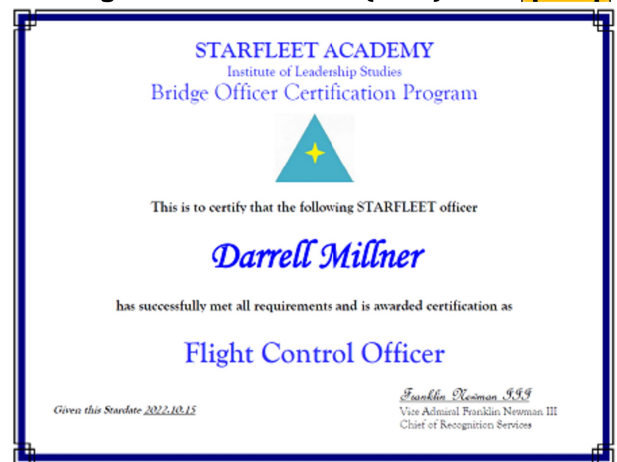 STARFLEET ACADEMY
Institute of Leadership Studies
Bridge Officer Certification Program
This is to certify that the following STARFLEET officer
Darrell Millner
has successfully met all requirements and is awarded certification as
Flight Control Officer
Given this Stardate 2022.10.15
Franklin Newman III
Vice Admiral Franklin Newman III
Chief of Recognition Services